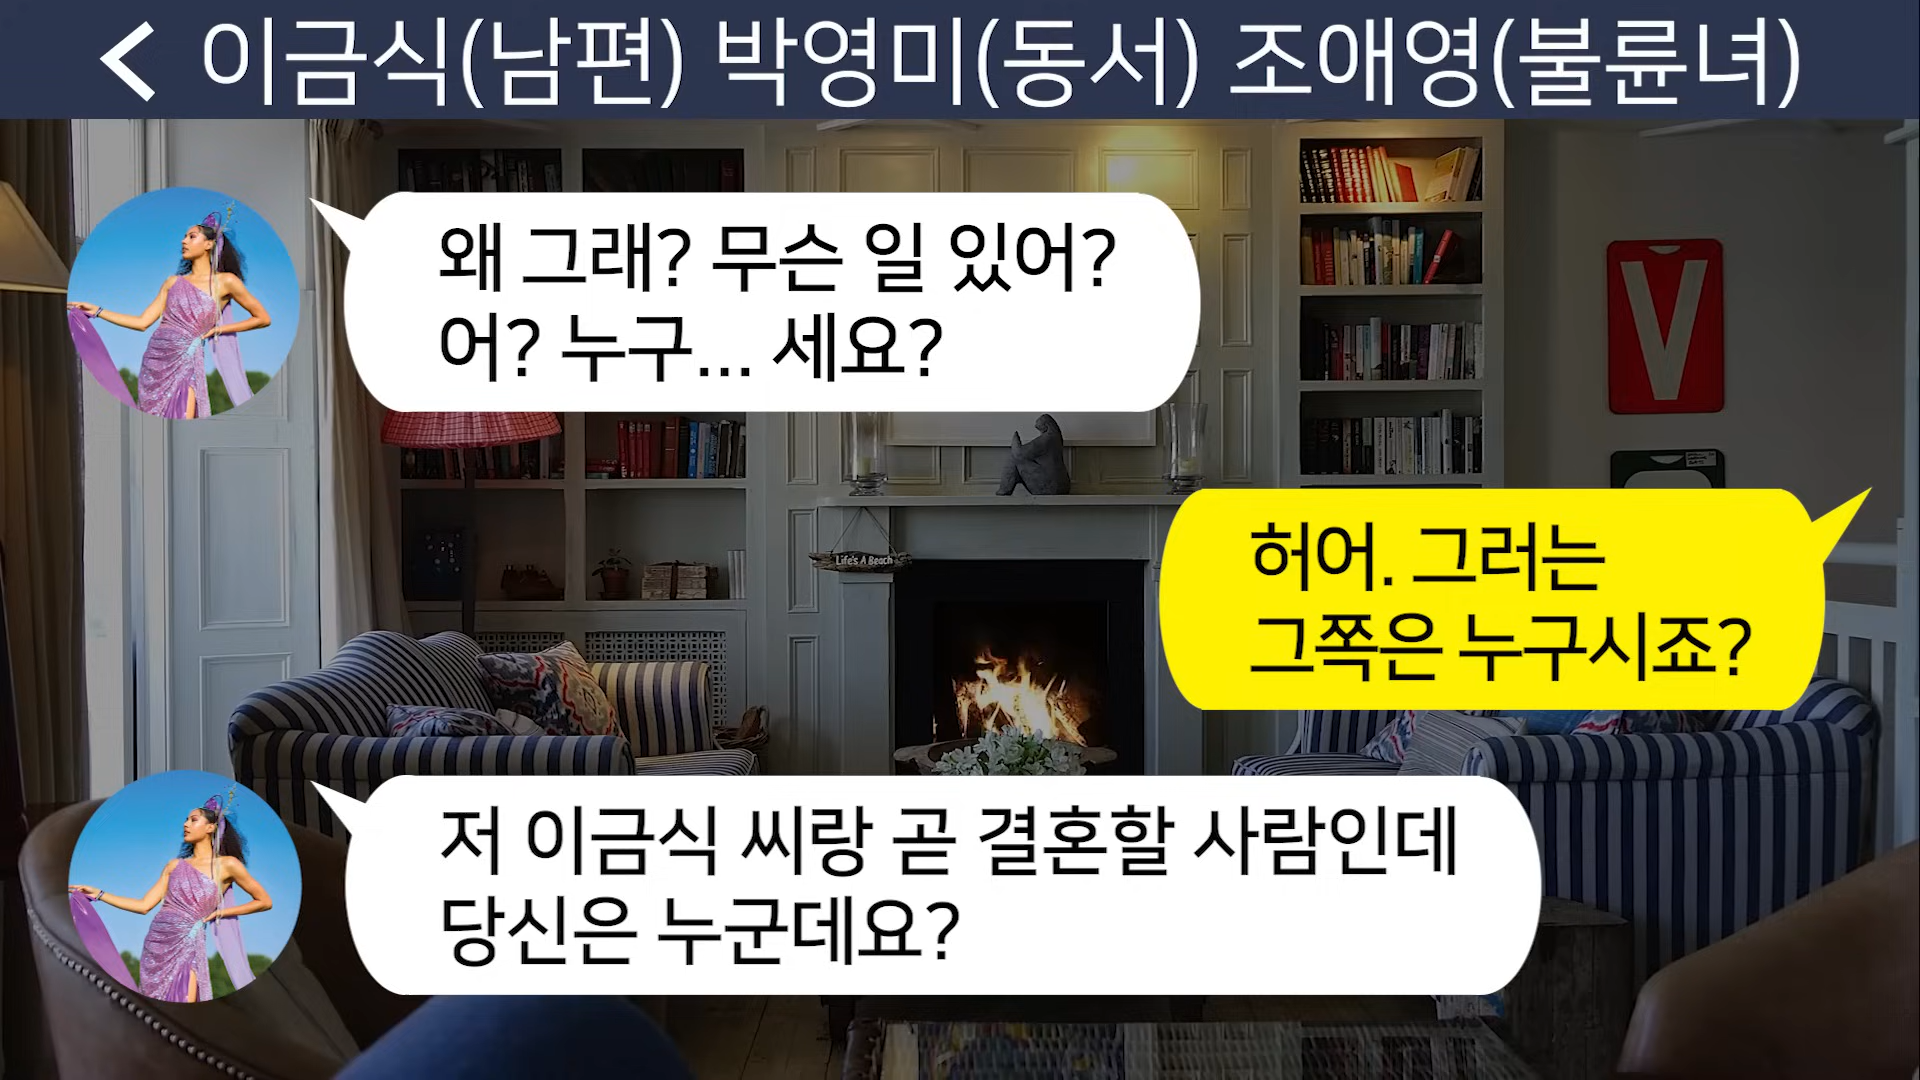 이금식(남편) 박영미(동서) 조애영(불륜녀)
왜 그래? 무슨 일 있어?
어? 누구... 세요?
V
Life's A Beach
허어. 그러는
그쪽은 누구시죠?
저 이금식 씨랑 곧 결혼할 사람인데
당신은 누군데요?